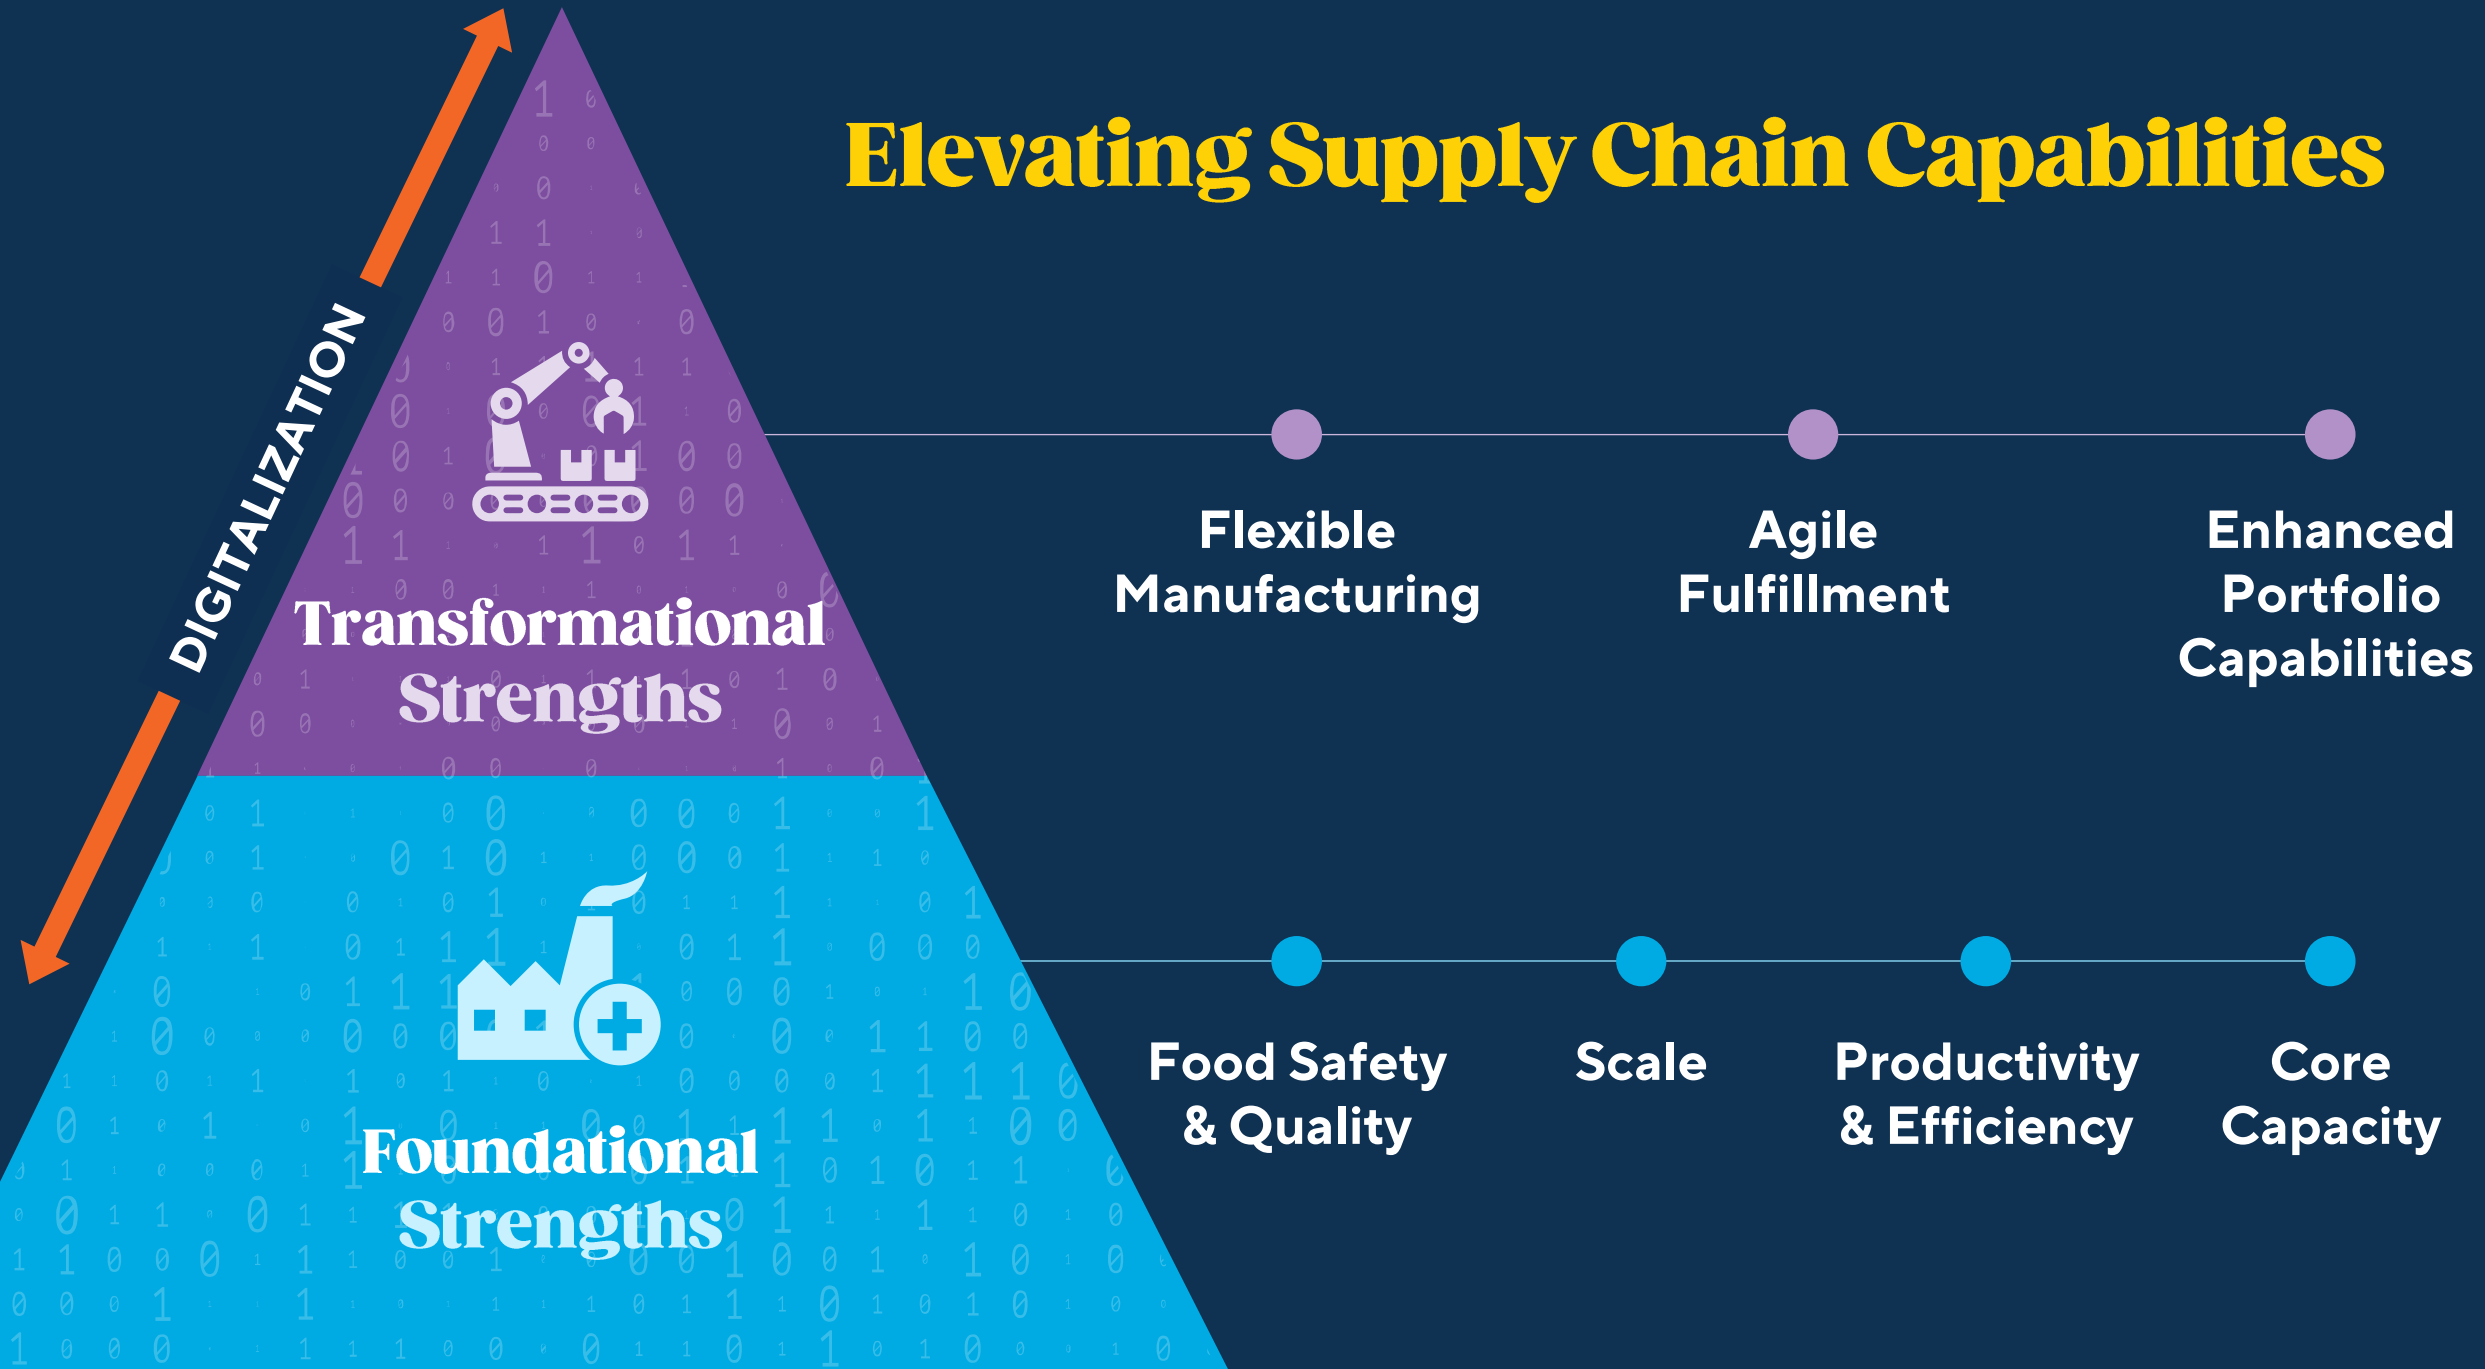 Elevating Supply Chain Capabilities
DIGITALIZATION
Transformational
Strengths
Flexible
Manufacturing
Agile
Fulfillment
Enhanced
Portfolio
Capabilities
Foundational
Strengths
Food Safety
& Quality
Scale
Productivity
& Efficiency
Core
Capacity